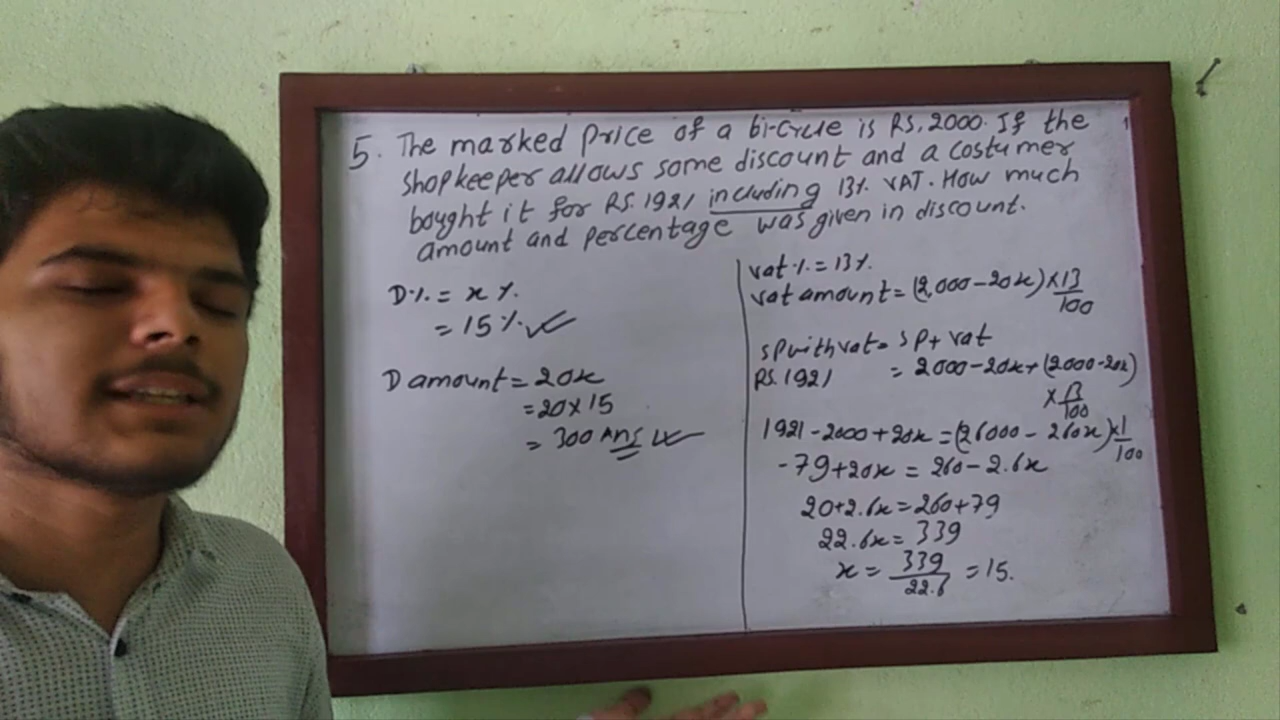 5. The marked price of a bi-cycle is RS. 2000. If the
shopkeeper allows some discount and a costumer
bought it for RS. 1921 including 13% VAT. How much
amount and percentage was given in discount.
D% = x %
= 15%
D amount = 20x
= 20×15
= 300 Ans
vat% = 13%
vat amount = (2,000-20x)×13/100
sp with vat = SP + vat
RS. 1921 = 2000-20x+(2000-20x)
×13/100
1921-2000+20x=(26000-260x)×1/100
-79+20x = 260-2.6x
20+2.6x=260+79
22.6x= 339
x = 339/22.6 = 15.